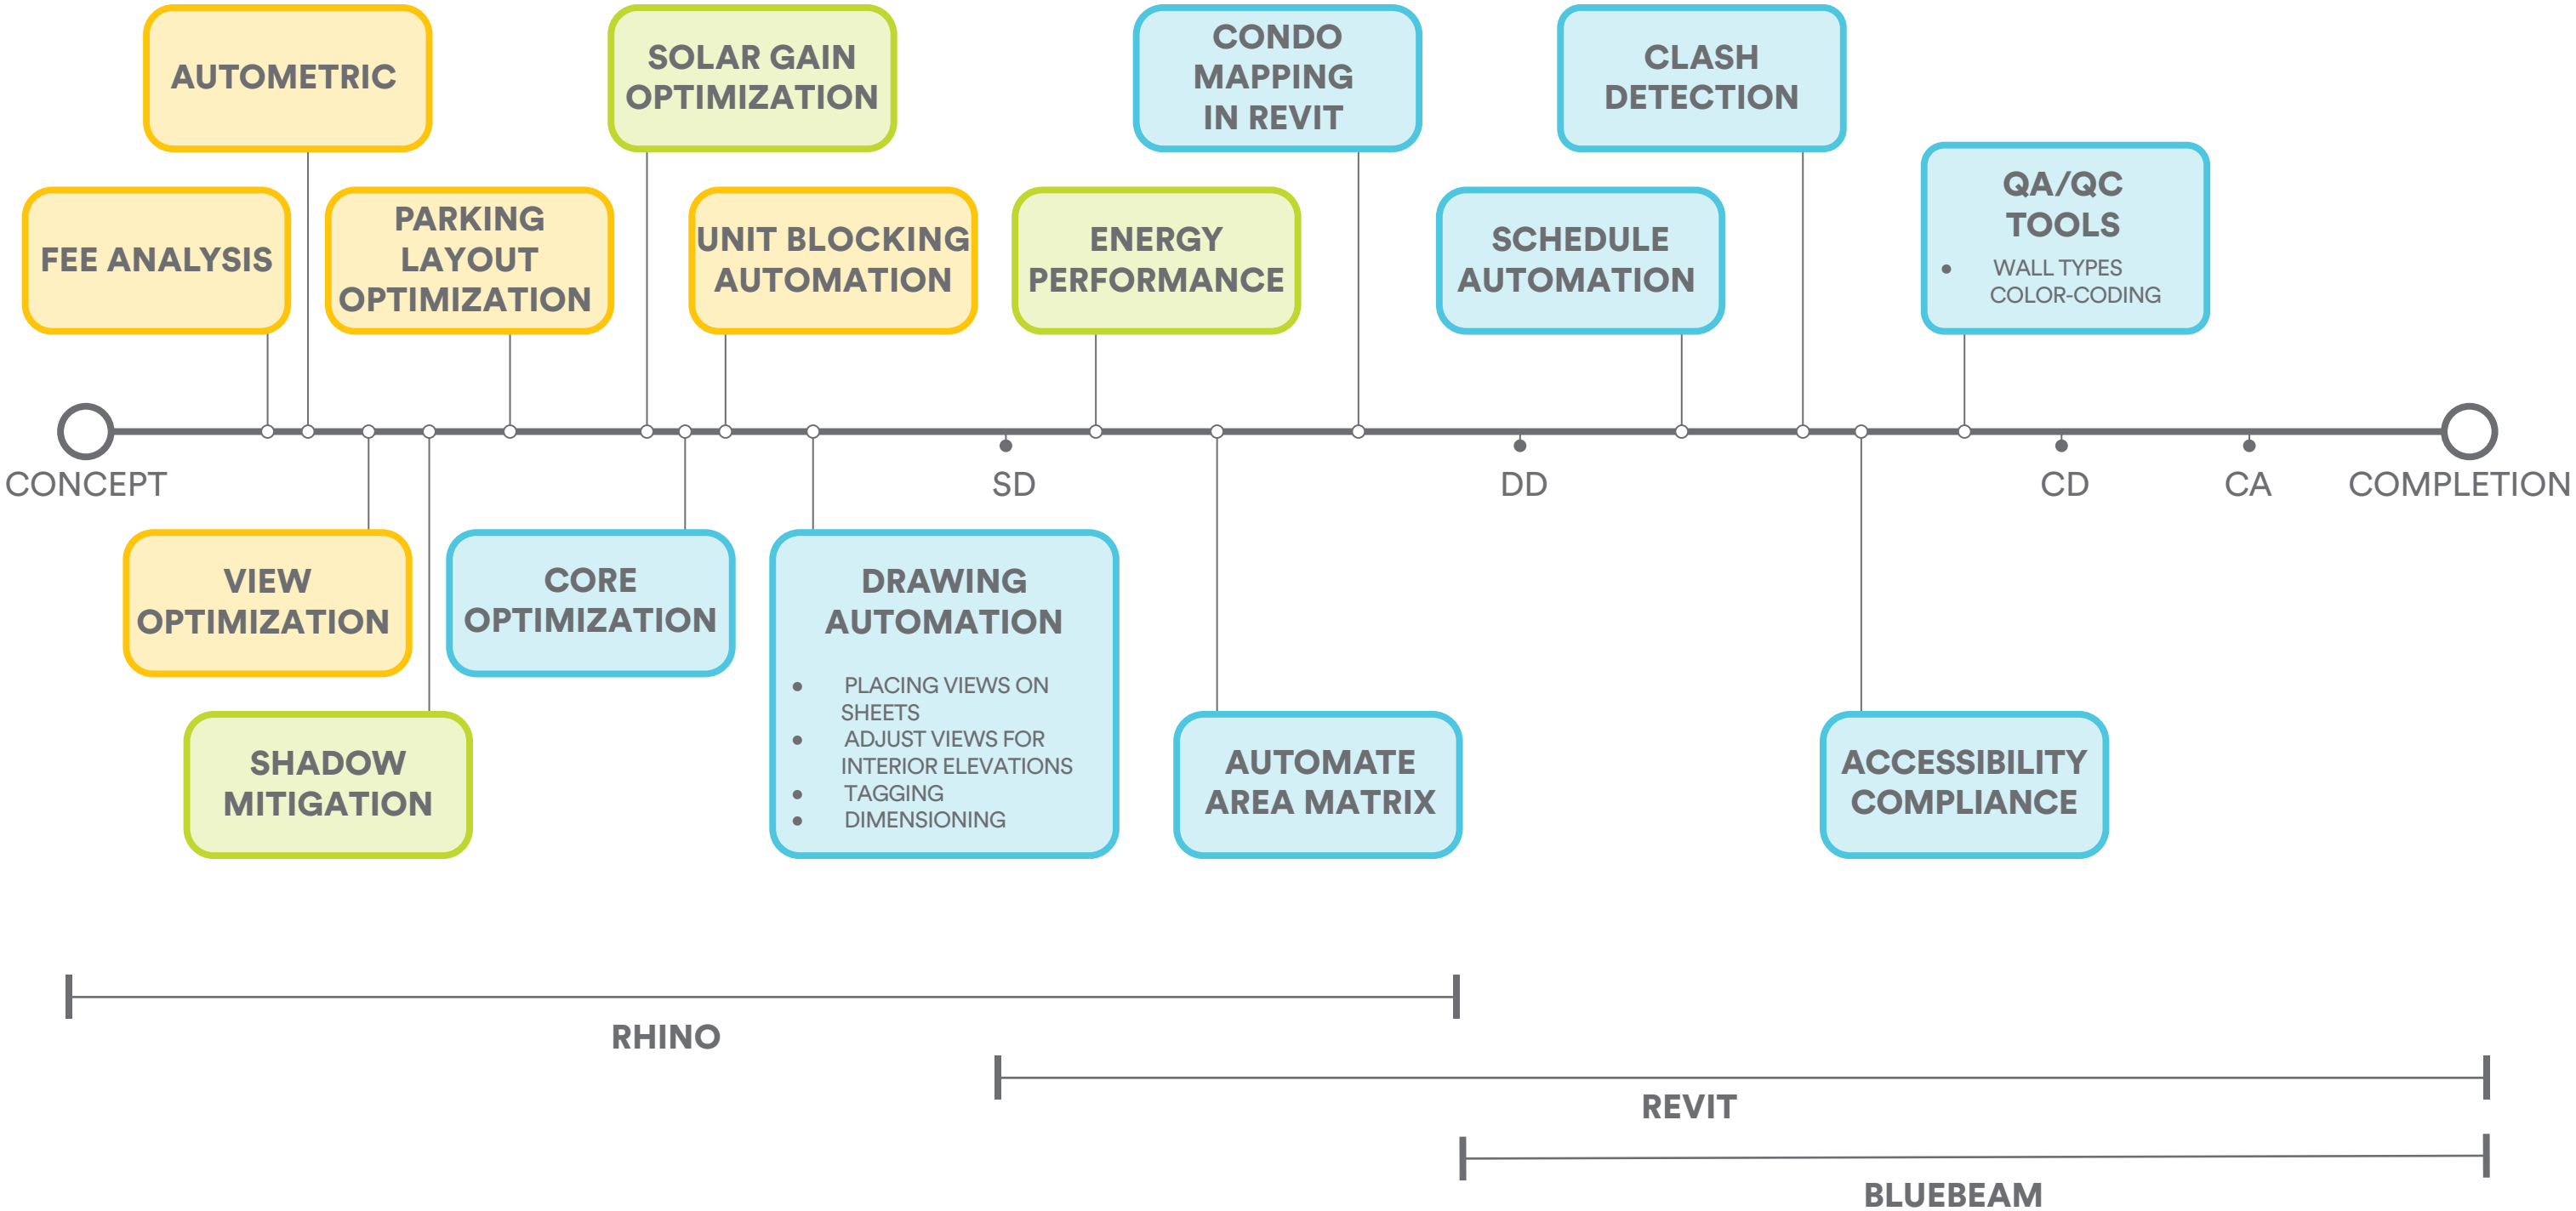 AUTOMETRIC
SOLAR GAIN
OPTIMIZATION
CONDO
MAPPING
IN REVIT
CLASH
DETECTION
FEE ANALYSIS
PARKING
LAYOUT
OPTIMIZATION
UNIT BLOCKING
AUTOMATION
ENERGY
PERFORMANCE
SCHEDULE
AUTOMATION
QA/QC
TOOLS
• WALL TYPES
COLOR-CODING
CONCEPT
SD
DD
CD
CA
COMPLETION
VIEW
OPTIMIZATION
CORE
OPTIMIZATION
DRAWING
AUTOMATION
• PLACING VIEWS ON
SHEETS
• ADJUST VIEWS FOR
INTERIOR ELEVATIONS
• TAGGING
• DIMENSIONING
SHADOW
MITIGATION
AUTOMATE
AREA MATRIX
ACCESSIBILITY
COMPLIANCE
RHINO
REVIT
BLUEBEAM